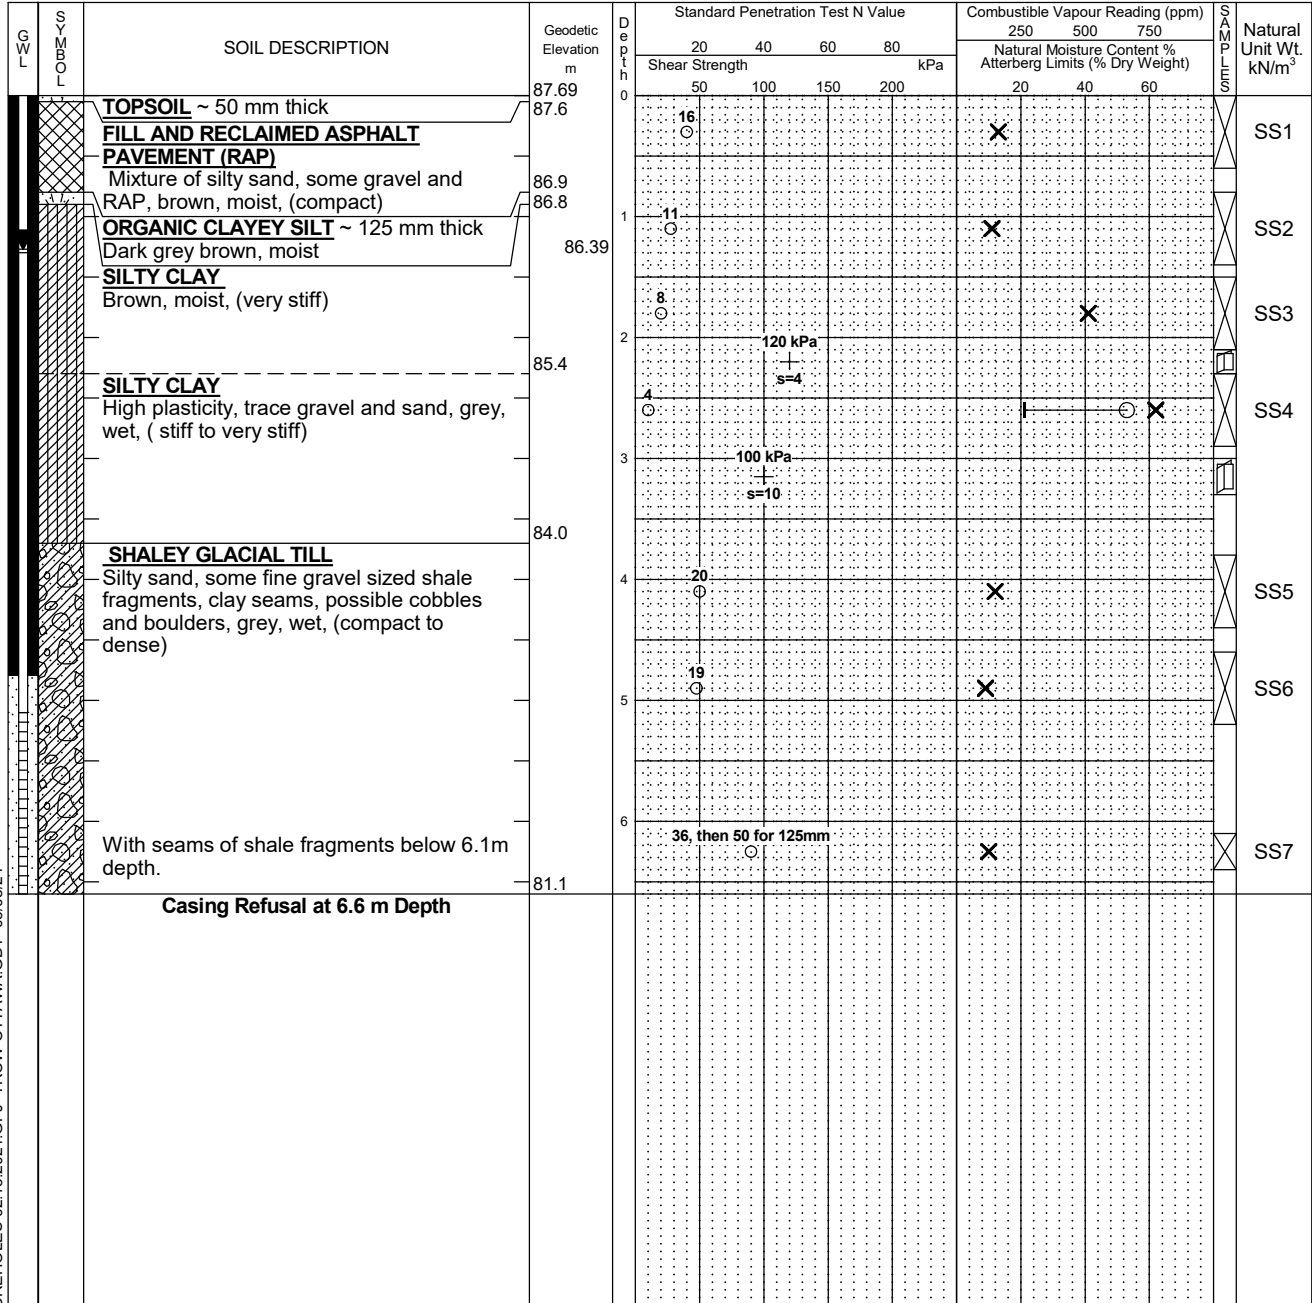 GWL
SYMBOL
SOIL DESCRIPTION
Geodetic
Elevation
m
Depth
Standard Penetration Test N Value
20 40 60 80
Shear Strength kPa
50 100 150 200
Combustible Vapour Reading (ppm)
250 500 750
Natural Moisture Content %
Atterberg Limits (% Dry Weight)
20 40 60
SAMPLES
Natural
Unit Wt.
kN/m³
87.69
0
TOPSOIL ~ 50 mm thick
87.6
FILL AND RECLAIMED ASPHALT
PAVEMENT (RAP)
Mixture of silty sand, some gravel and
RAP, brown, moist, (compact)
16
SS1
86.9
86.8
ORGANIC CLAYEY SILT ~ 125 mm thick
Dark grey brown, moist
1
11
SS2
86.39
SILTY CLAY
Brown, moist, (very stiff)
8
SS3
2
120 kPa
s=4
85.4
SILTY CLAY
High plasticity, trace gravel and sand, grey,
wet, ( stiff to very stiff)
4
SS4
3
100 kPa
s=10
84.0
SHALEY GLACIAL TILL
Silty sand, some fine gravel sized shale
fragments, clay seams, possible cobbles
and boulders, grey, wet, (compact to
dense)
4
20
SS5
19
SS6
5
6
With seams of shale fragments below 6.1m
depth.
36, then 50 for 125mm
SS7
81.1
Casing Refusal at 6.6 m Depth